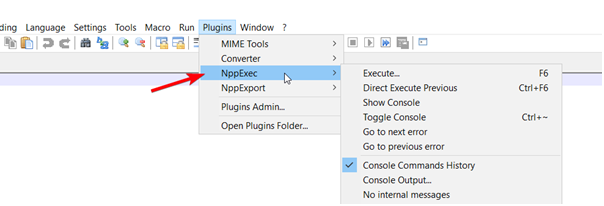 ding Language Settings Tools Macro Run Plugins Window ?
MIME Tools
Converter
NppExec
NppExport
Plugins Admin...
Open Plugins Folder...
Execute... F6
Direct Execute Previous Ctrl+F6
Show Console
Toggle Console Ctrl+~
Go to next error
Go to previous error
Console Commands History
Console Output...
No internal messages